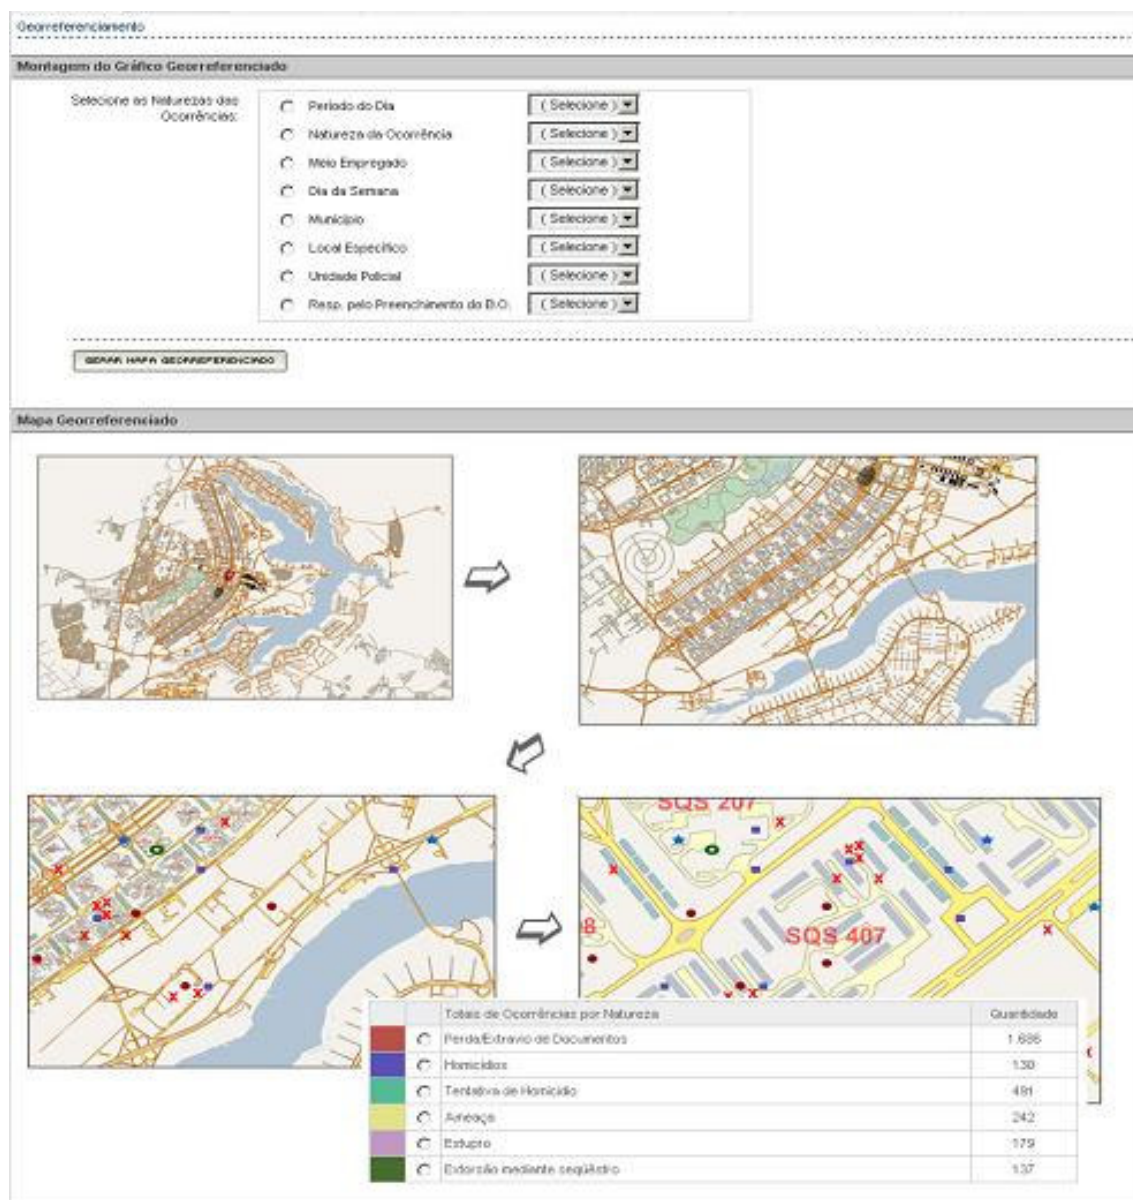 Georreferenciamento
Montagem do Gráfico Georreferenciado
Selecione as Naturezas das
Ocorrências:
Período do Dia ( Selecione )
Natureza da Ocorrência ( Selecione )
Meio Empregado ( Selecione )
Dia da Semana ( Selecione )
Município ( Selecione )
Local Específico ( Selecione )
Unidade Policial ( Selecione )
Resp. pelo Preenchimento do B.O. ( Selecione )
GERAR MAPA GEORREFERENCIADO
Mapa Georreferenciado
SQS 207
SQS 407
8
Totais de Ocorrências por Natureza Quantidade
Perda/Extravio de Documentos 1.686
Homicídios 130
Tentativa de Homicídio 491
Ameaça 242
Estupro 179
Extorsão mediante seqüëstro 137